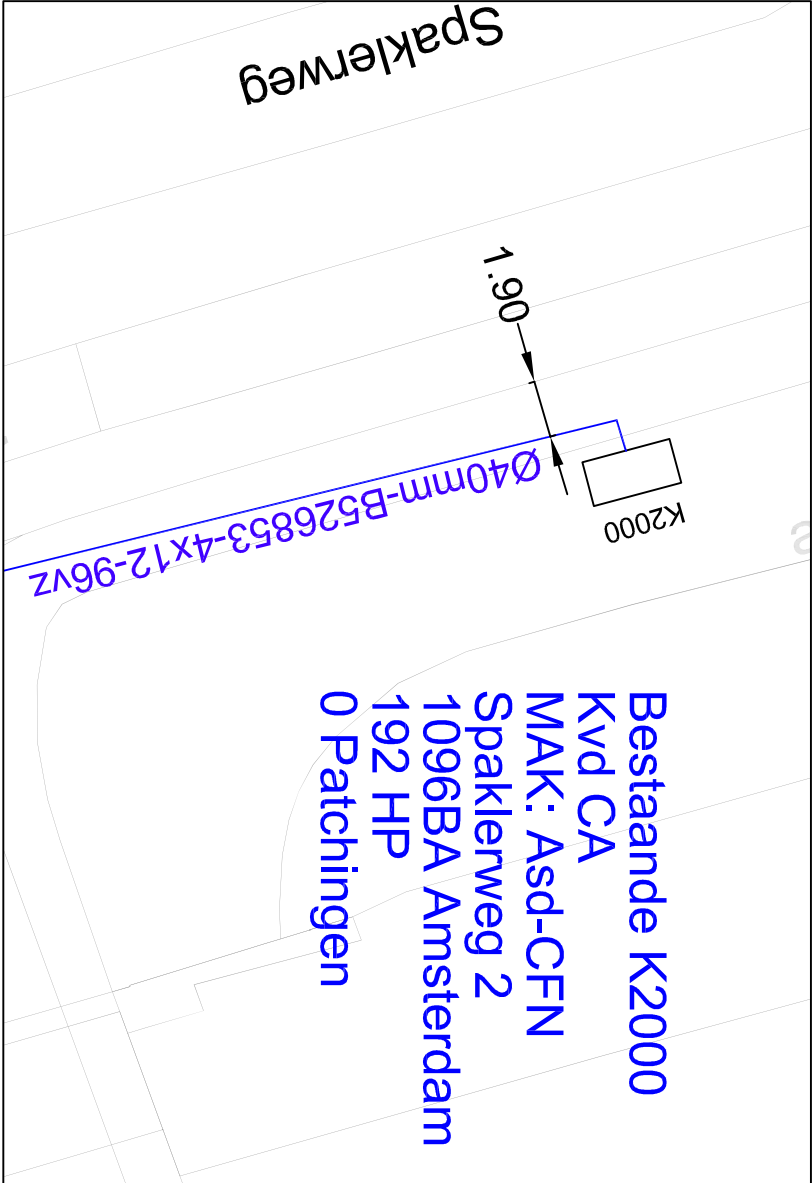 Spaklerweg
1.90
Ø40mm-B526853-4x12-96vz
K2000
Bestaande K2000
Kvd CA
MAK: Asd-CFN
Spaklerweg 2
1096BA Amsterdam
192 HP
0 Patchingen